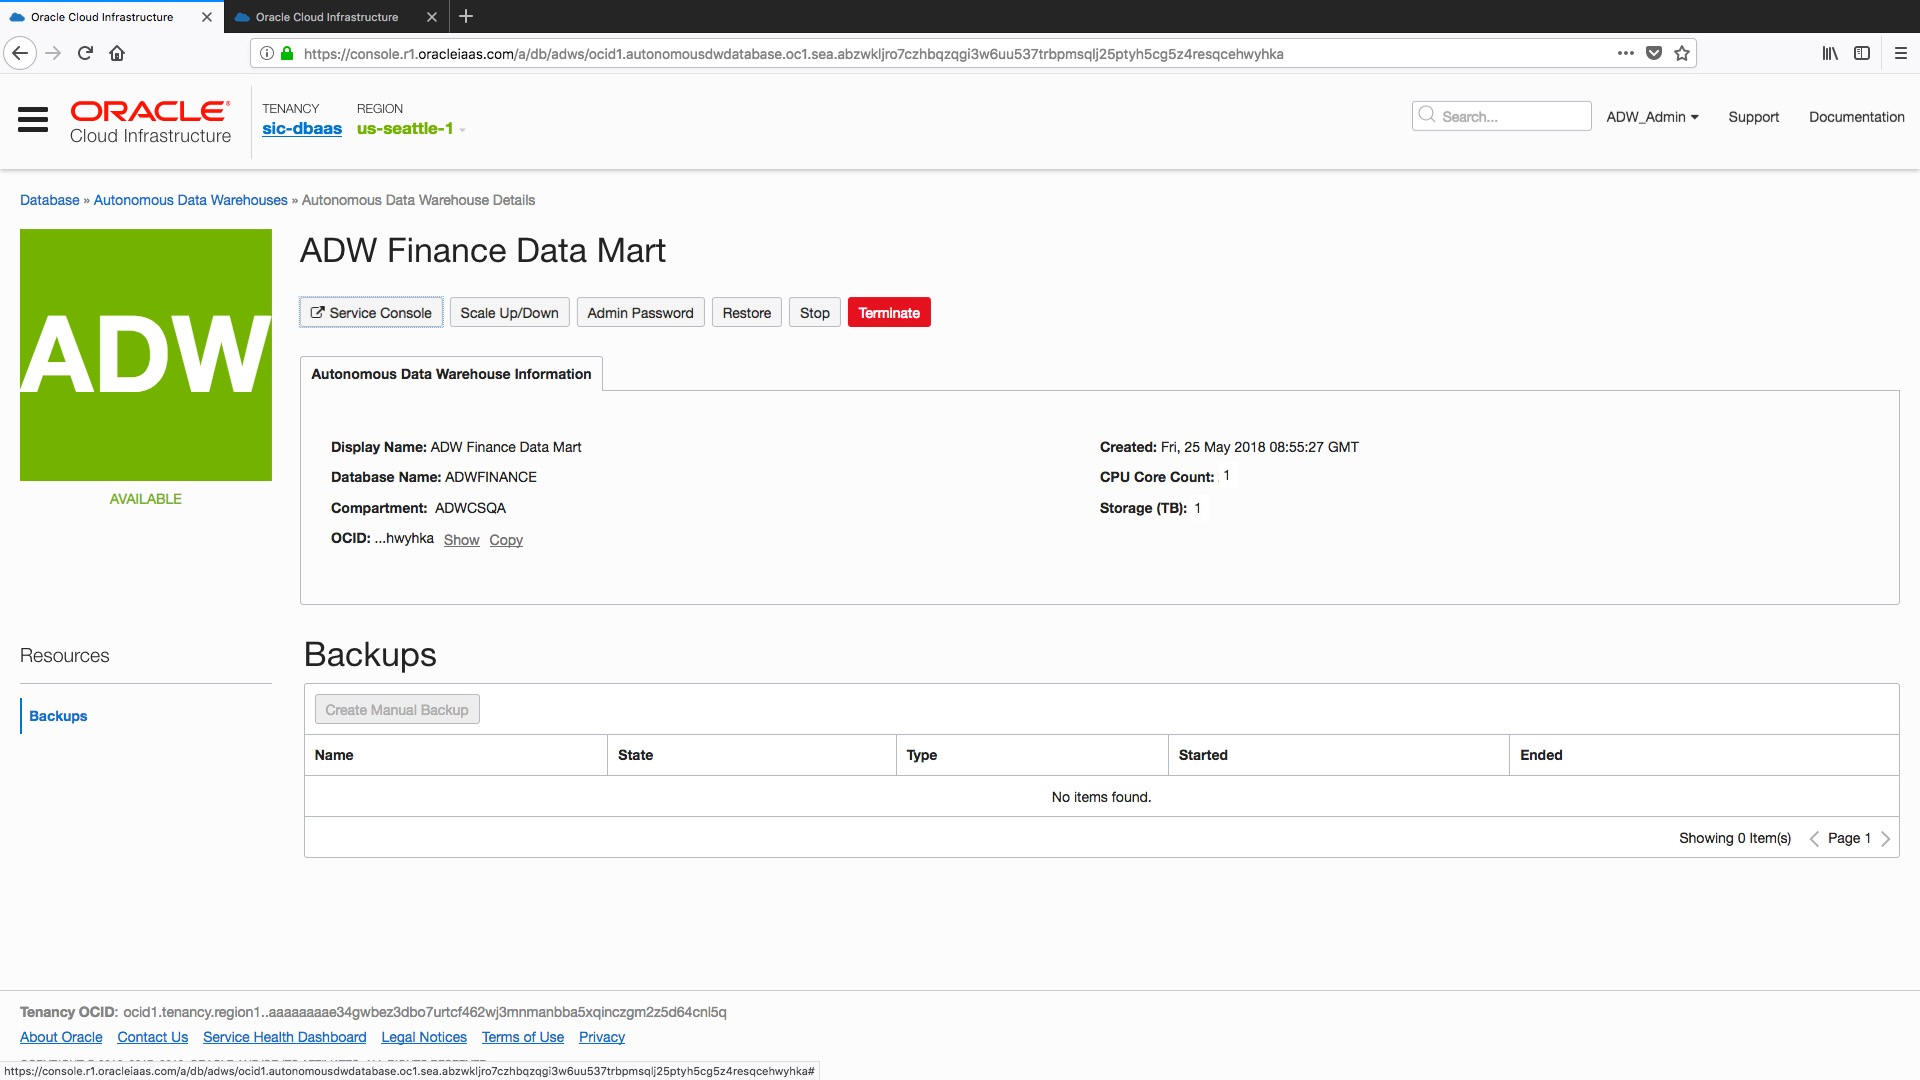 Oracle Cloud Infrastructure
Oracle Cloud Infrastructure
https://console.r1.oracleiaas.com/a/db/adws/ocid1.autonomousdwdatabase.oc1.sea.abzwkljro7czhbqzqgi3w6uu537trbpmsqlj25ptyh5cg5z4resqcehwyhka
ORACLE
Cloud Infrastructure
TENANCY
sic-dbaas
REGION
us-seattle-1
Search...
ADW_Admin
Support
Documentation
Database » Autonomous Data Warehouses » Autonomous Data Warehouse Details
ADW
AVAILABLE
ADW Finance Data Mart
Service Console
Scale Up/Down
Admin Password
Restore
Stop
Terminate
Autonomous Data Warehouse Information
Display Name: ADW Finance Data Mart
Database Name: ADWFINANCE
Compartment: ADWCSQA
OCID: ...hwyhka Show Copy
Created: Fri, 25 May 2018 08:55:27 GMT
CPU Core Count: 1
Storage (TB): 1
Resources
Backups
Backups
Create Manual Backup
Name State Type Started Ended
No items found.
Showing 0 Item(s) Page 1
Tenancy OCID: ocid1.tenancy.region1..aaaaaaaae34gwbez3dbo7urtcf462wj3mnmanbba5xqinczgm2z5d64cnl5q
About Oracle Contact Us Service Health Dashboard Legal Notices Terms of Use Privacy
https://console.r1.oracleiaas.com/a/db/adws/ocid1.autonomousdwdatabase.oc1.sea.abzwkljro7czhbqzqgi3w6uu537trbpmsqlj25ptyh5cg5z4resqcehwyhka#